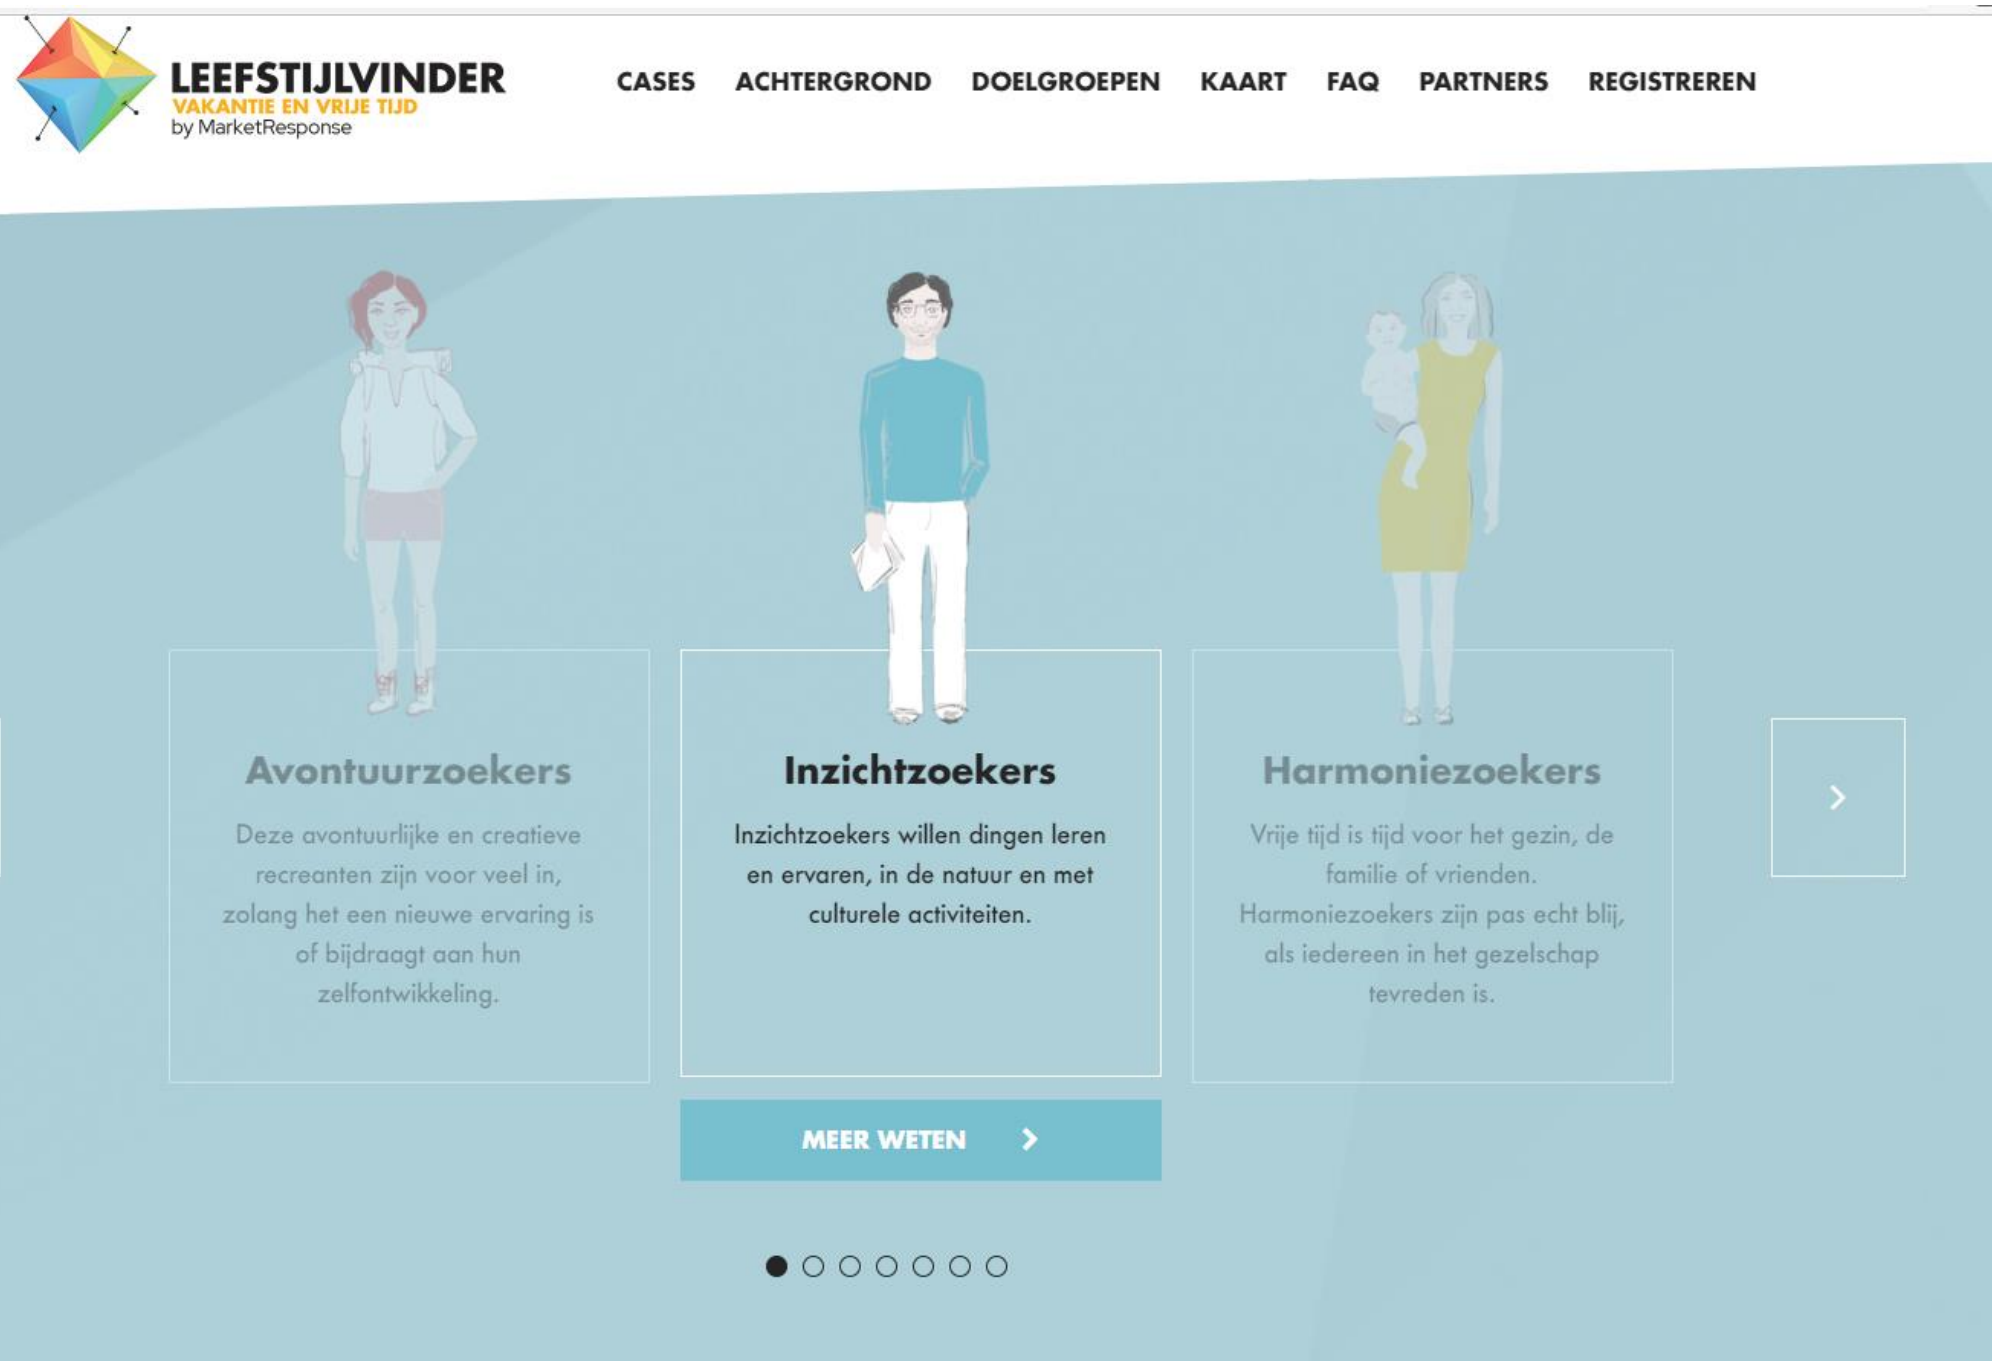 LEEFSTIJLVINDER
VAKANTIE EN VRIJE TIJD
by MarketResponse
CASES ACHTERGROND DOELGROEPEN KAART FAQ PARTNERS REGISTREREN
Avontuurzoekers
Deze avontuurlijke en creatieve
recreanten zijn voor veel in,
zolang het een nieuwe ervaring is
of bijdraagt aan hun
zelfontwikkeling.
Inzichtzoekers
Inzichtzoekers willen dingen leren
en ervaren, in de natuur en met
culturele activiteiten.
MEER WETEN
Harmoniezoekers
Vrije tijd is tijd voor het gezin, de
familie of vrienden.
Harmoniezoekers zijn pas echt blij,
als iedereen in het gezelschap
tevreden is.